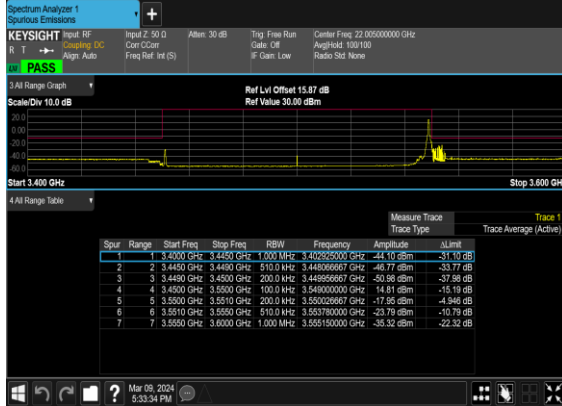 Spectrum Analyzer 1
Spurious Emissions
+
KEYSIGHT
R T
LXI PASS
Input: RF
Coupling: DC
Align: Auto
Input Z: 50 Ω
Corr CCorr
Freq Ref: Int (S)
Atten: 30 dB
Trig: Free Run
Gate: Off
IF Gain: Low
Center Freq: 22.005000000 GHz
Avg|Hold: 100/100
Radio Std: None
3 All Range Graph
Scale/Div 10.0 dB
Ref Lvl Offset 15.87 dB
Ref Value 30.00 dBm
20.0
0.00
-20.0
-40.0
-60.0
Start 3.400 GHz
Stop 3.600 GH
4 All Range Table
Measure Trace Trace 1
Trace Type Trace Average (Active)
Spur Range Start Freq Stop Freq RBW Frequency Amplitude ΔLimit
1 1 3.4000 GHz 3.4450 GHz 1.000 MHz 3.402925000 GHz -44.10 dBm -31.10 dB
2 2 3.4450 GHz 3.4490 GHz 510.0 kHz 3.448066667 GHz -46.77 dBm -33.77 dB
3 3 3.4490 GHz 3.4500 GHz 200.0 kHz 3.449956667 GHz -50.98 dBm -37.98 dB
4 4 3.4500 GHz 3.5500 GHz 100.0 kHz 3.549000000 GHz 14.81 dBm -15.19 dB
5 5 3.5500 GHz 3.5510 GHz 200.0 kHz 3.550026667 GHz -17.95 dBm -4.946 dB
6 6 3.5510 GHz 3.5550 GHz 510.0 kHz 3.553780000 GHz -23.79 dBm -10.79 dB
7 7 3.5550 GHz 3.6000 GHz 1.000 MHz 3.555150000 GHz -35.32 dBm -22.32 dB
?
Mar 09, 2024
5:33:34 PM